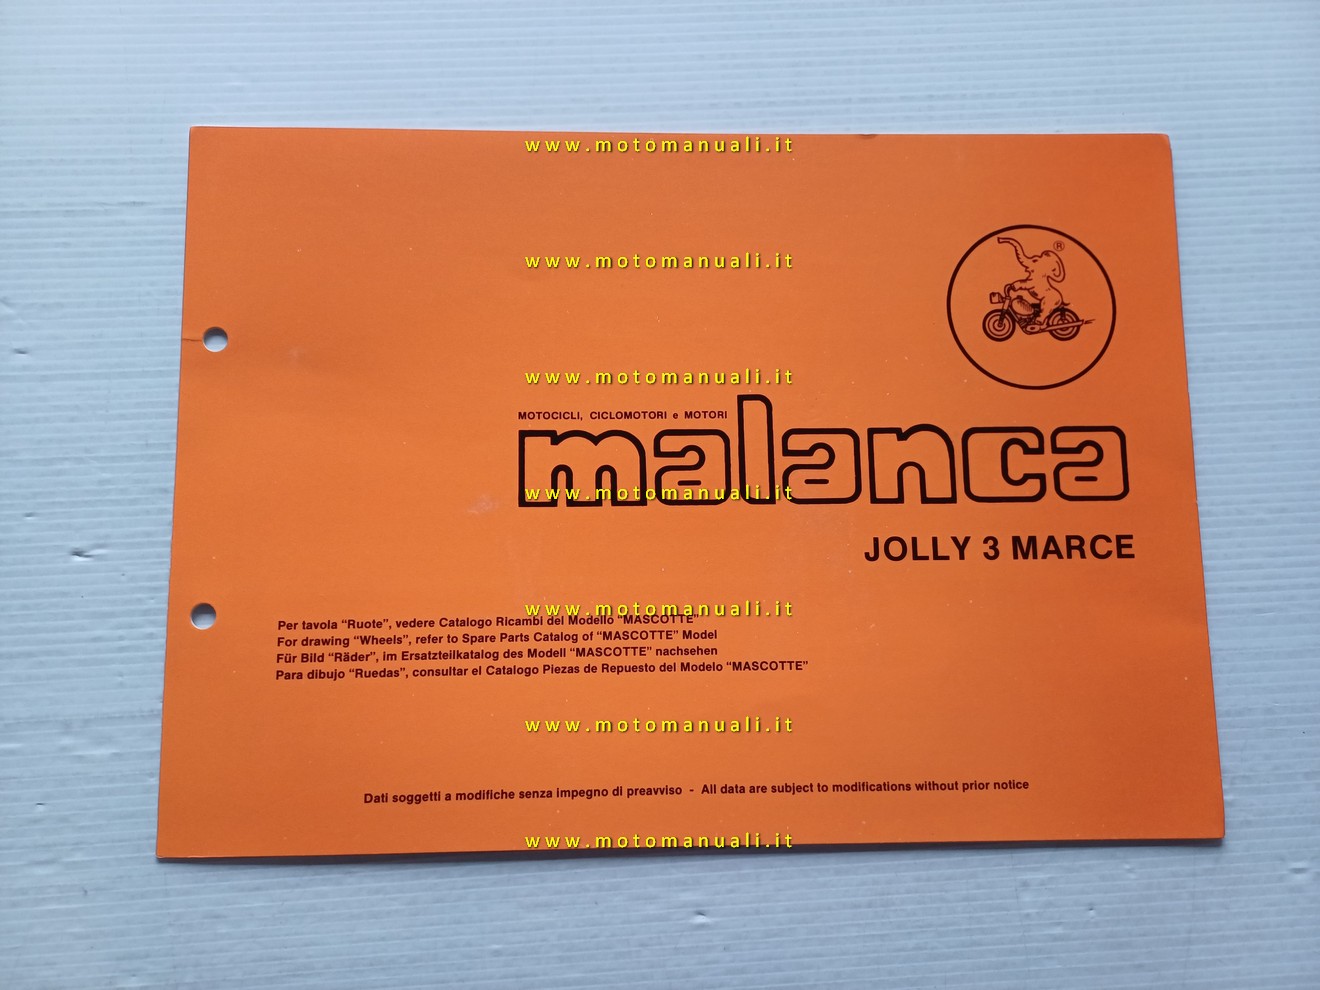 www.motomanuali.it
®
www.motomanuali.it
www.motomanuali.it
MOTOCICLI, CICLOMOTORI e MOTORI
malanca
www.motomanuali.it
JOLLY 3 MARCE
www.motomanuali.it
Per tavola “Ruote”, vedere Catalogo Ricambi del Modello “MASCOTTE”
For drawing “Wheels”, refer to Spare Parts Catalog of “MASCOTTE” Model
Für Bild “Räder”, im Ersatzteilkatalog des Modell “MASCOTTE” nachsehen
Para dibujo “Ruedas”, consultar el Catalogo Piezas de Repuesto del Modelo “MASCOTTE”
www.motomanuali.it
Dati soggetti a modifiche senza impegno di preavviso - All data are subject to modifications without prior notice
www.motomanuali.it